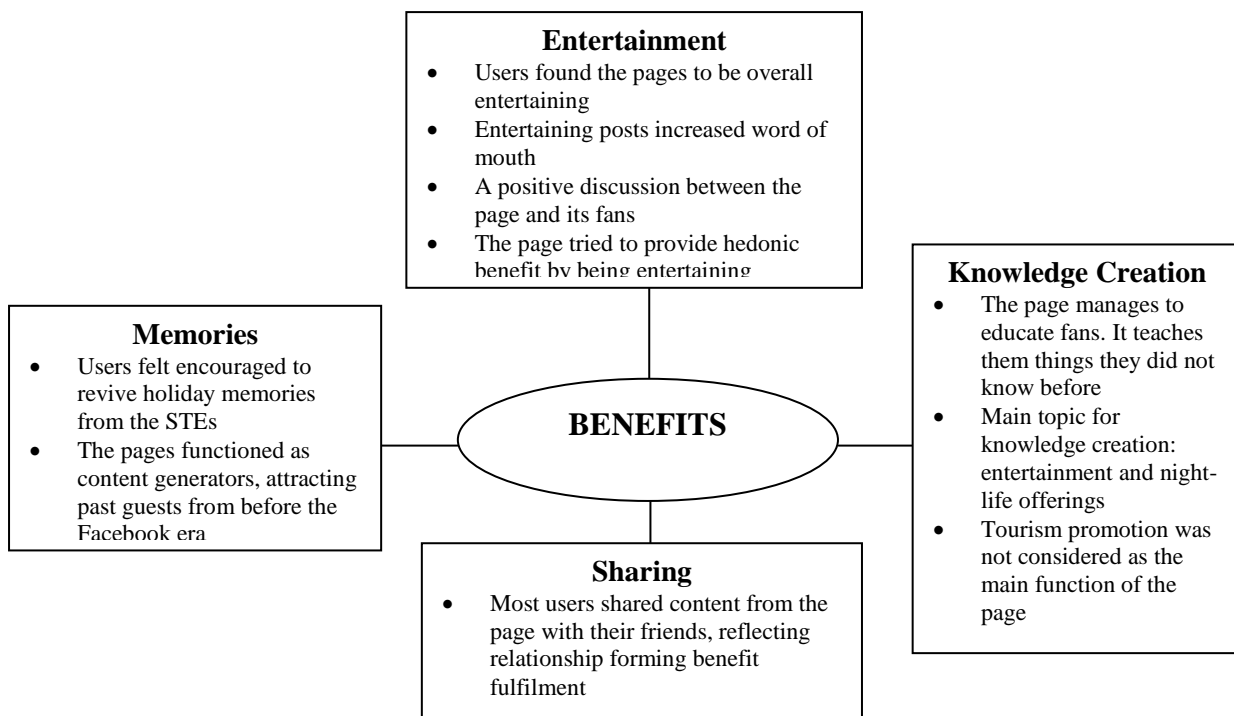 Entertainment
• Users found the pages to be overall
entertaining
• Entertaining posts increased word of
mouth
• A positive discussion between the
page and its fans
• The page tried to provide hedonic
benefit by being entertaining
Knowledge Creation
• The page manages to
educate fans. It teaches
them things they did not
know before
• Main topic for
knowledge creation:
entertainment and night-
life offerings
• Tourism promotion was
not considered as the
main function of the
page
Memories
• Users felt encouraged to
revive holiday memories
from the STEs
• The pages functioned as
content generators, attracting
past guests from before the
Facebook era
BENEFITS
Sharing
• Most users shared content from the
page with their friends, reflecting
relationship forming benefit
fulfilment